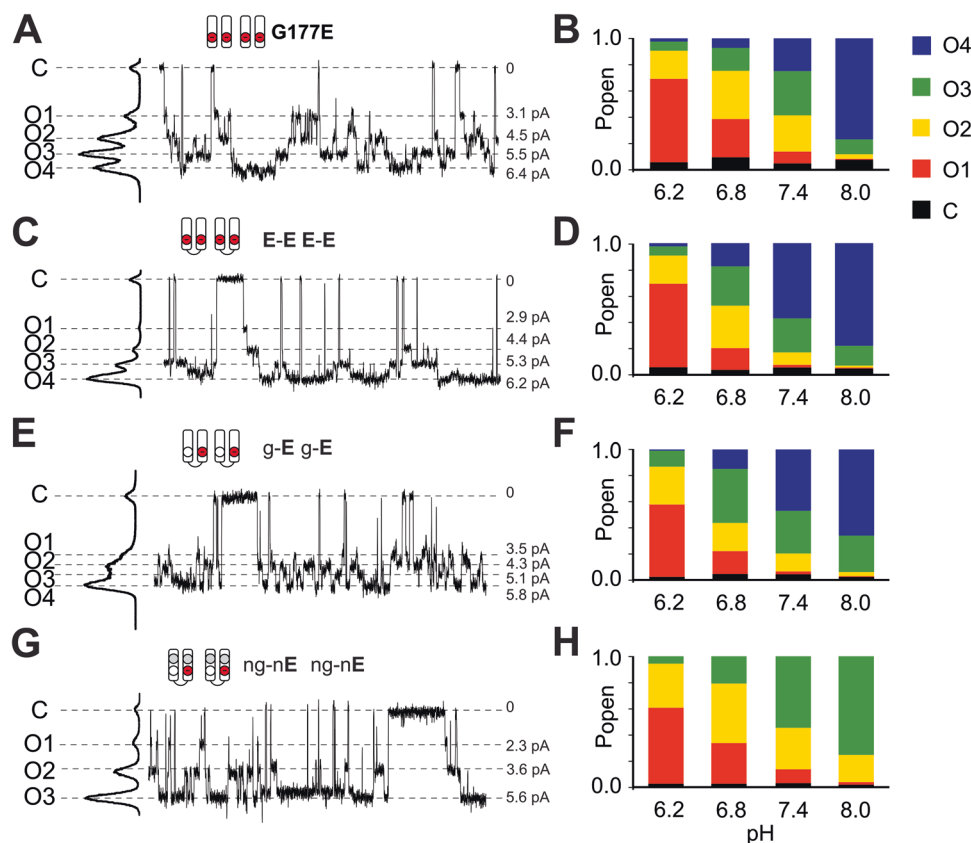 A
G177E
C
0
O1
3.1 pA
O2
4.5 pA
O3
5.5 pA
O4
6.4 pA
B
1.0
Popen
0.0
6.2 6.8 7.4 8.0
O4
O3
O2
O1
C
C
E-E E-E
C
0
O1
2.9 pA
O2
4.4 pA
O3
5.3 pA
O4
6.2 pA
D
1.0
Popen
0.0
6.2 6.8 7.4 8.0
E
g-E g-E
C
0
O1
3.5 pA
O2
4.3 pA
O3
5.1 pA
O4
5.8 pA
F
1.0
Popen
0.0
6.2 6.8 7.4 8.0
G
ng-nE ng-nE
C
0
O1
2.3 pA
O2
3.6 pA
O3
5.6 pA
H
1.0
Popen
0.0
6.2 6.8 7.4 8.0
pH